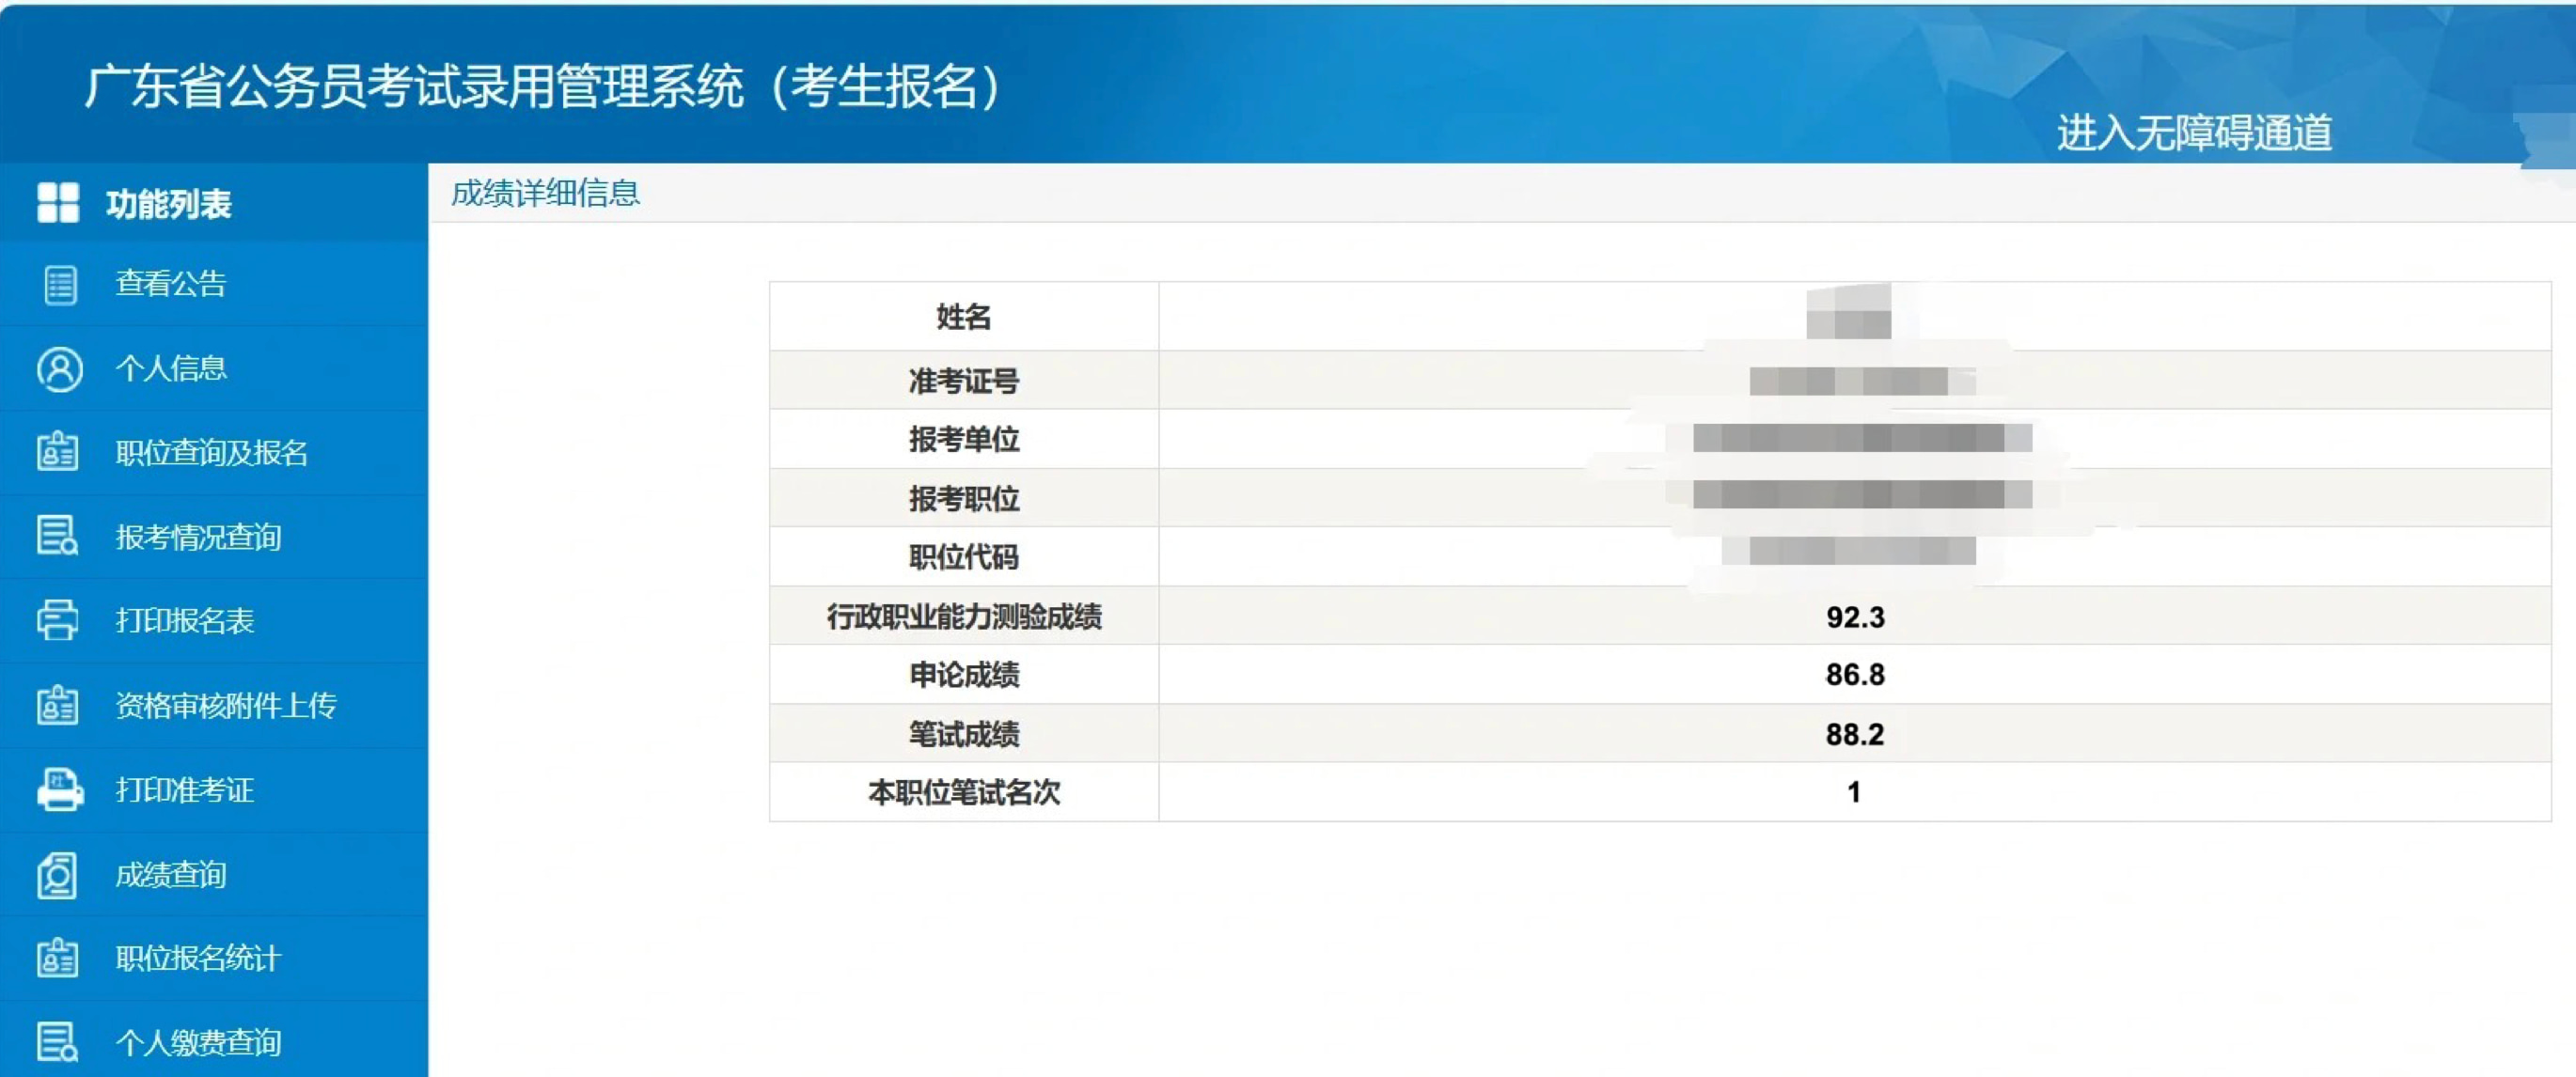 广东省公务员考试录用管理系统（考生报名）
进入无障碍通道
功能列表
查看公告
个人信息
职位查询及报名
报考情况查询
打印报名表
资格审核附件上传
打印准考证
成绩查询
职位报名统计
个人缴费查询
成绩详细信息
姓名
准考证号
报考单位
报考职位
职位代码
行政职业能力测验成绩 92.3
申论成绩 86.8
笔试成绩 88.2
本职位笔试名次 1